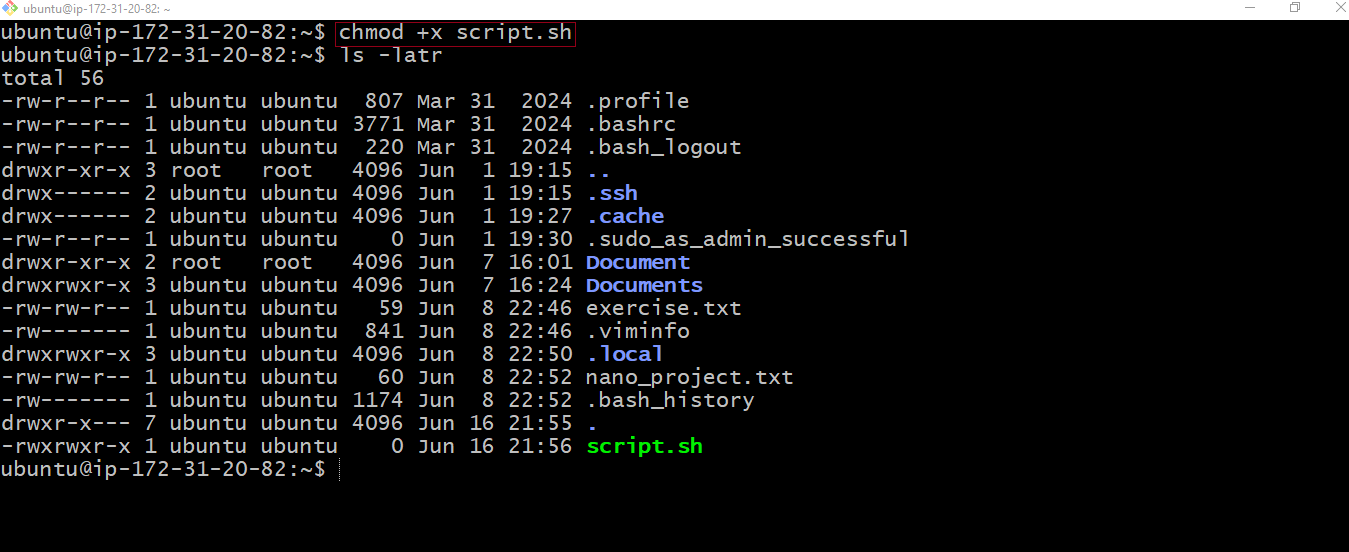 ubuntu@ip-172-31-20-82: ~
ubuntu@ip-172-31-20-82:~$ chmod +x script.sh
ubuntu@ip-172-31-20-82:~$ ls -latr
total 56
-rw-r--r-- 1 ubuntu ubuntu  807 Mar 31  2024 .profile
-rw-r--r-- 1 ubuntu ubuntu 3771 Mar 31  2024 .bashrc
-rw-r--r-- 1 ubuntu ubuntu  220 Mar 31  2024 .bash_logout
drwxr-xr-x 3 root   root   4096 Jun  1 19:15 ..
drwx------ 2 ubuntu ubuntu 4096 Jun  1 19:15 .ssh
drwx------ 2 ubuntu ubuntu 4096 Jun  1 19:27 .cache
-rw-r--r-- 1 ubuntu ubuntu    0 Jun  1 19:30 .sudo_as_admin_successful
drwxr-xr-x 2 root   root   4096 Jun  7 16:01 Document
drwxrwxr-x 3 ubuntu ubuntu 4096 Jun  7 16:24 Documents
-rw-rw-r-- 1 ubuntu ubuntu   59 Jun  8 22:46 exercise.txt
-rw------- 1 ubuntu ubuntu  841 Jun  8 22:46 .viminfo
drwxrwxr-x 3 ubuntu ubuntu 4096 Jun  8 22:50 .local
-rw-rw-r-- 1 ubuntu ubuntu   60 Jun  8 22:52 nano_project.txt
-rw------- 1 ubuntu ubuntu 1174 Jun  8 22:52 .bash_history
drwxr-x--- 7 ubuntu ubuntu 4096 Jun 16 21:55 .
-rwxrwxr-x 1 ubuntu ubuntu    0 Jun 16 21:56 script.sh
ubuntu@ip-172-31-20-82:~$